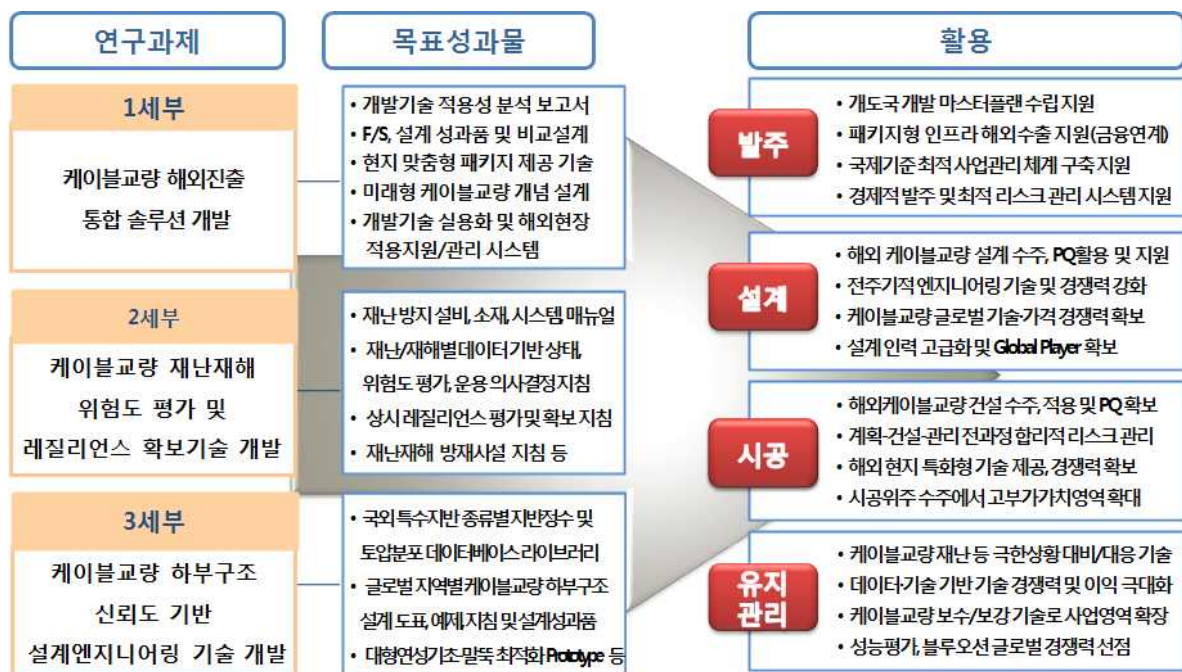 연구과제
목표성과물
활용
1세부
케이블교량 해외진출
통합 솔루션 개발
• 개발기술 적용성 분석 보고서
• F/S, 설계 성과품 및 비교설계
• 현지 맞춤형 패키지 제공 기술
• 미래형 케이블교량 개념 설계
• 개발기술 실용화 및 해외현장
적용지원/관리 시스템
2세부
케이블교량 재난재해
위험도 평가 및
레질리언스 확보기술 개발
• 재난 방지 설비, 소재, 시스템, 매뉴얼
• 재난/재해별 데이터 기반 상태,
위험도 평가, 운용 의사결정 지침
• 상시 레질리언스 평가 및 확보 지침
• 재난재해 방재시설 지침 등
3세부
케이블교량 하부구조
신뢰도 기반
설계엔지니어링 기술 개발
• 국외 특수지반 종류별 지반정수 및
토압분포 데이터베이스 라이브러리
• 글로벌 지역별 케이블교량 하부구조
설계 도표, 예제, 지침 및 설계성과품
• 대형연성기초·말뚝 최적화 Prototype 등
발주
• 개도국 개발 마스터플랜 수립 지원
• 패키지형 인프라 해외수출 지원(금융연계)
• 국제기준 최적 사업관리 체계 구축 지원
• 경제적 발주 및 최적 리스크 관리 시스템 지원
설계
• 해외 케이블교량 설계 수주, PQ활용 및 지원
• 전주기적 엔지니어링 기술 및 경쟁력 강화
• 케이블교량 글로벌 기술·가격 경쟁력 확보
• 설계 인력 고급화 및 Global Player 확보
시공
• 해외케이블교량 건설 수주, 적용 및 PQ 확보
• 계획-건설-관리 전과정 합리적 리스크 관리
• 해외 현지 특화형 기술 제공, 경쟁력 확보
• 시공위주 수주에서 고부가가치영역 확대
유지
관리
• 케이블교량 재난 등 극한상황 대비/대응 기술
• 데이터·기술 기반 기술 경쟁력 및 이익 극대화
• 케이블교량 보수/보강 기술로 사업영역 확장
• 성능평가, 블루오션 글로벌 경쟁력 선점